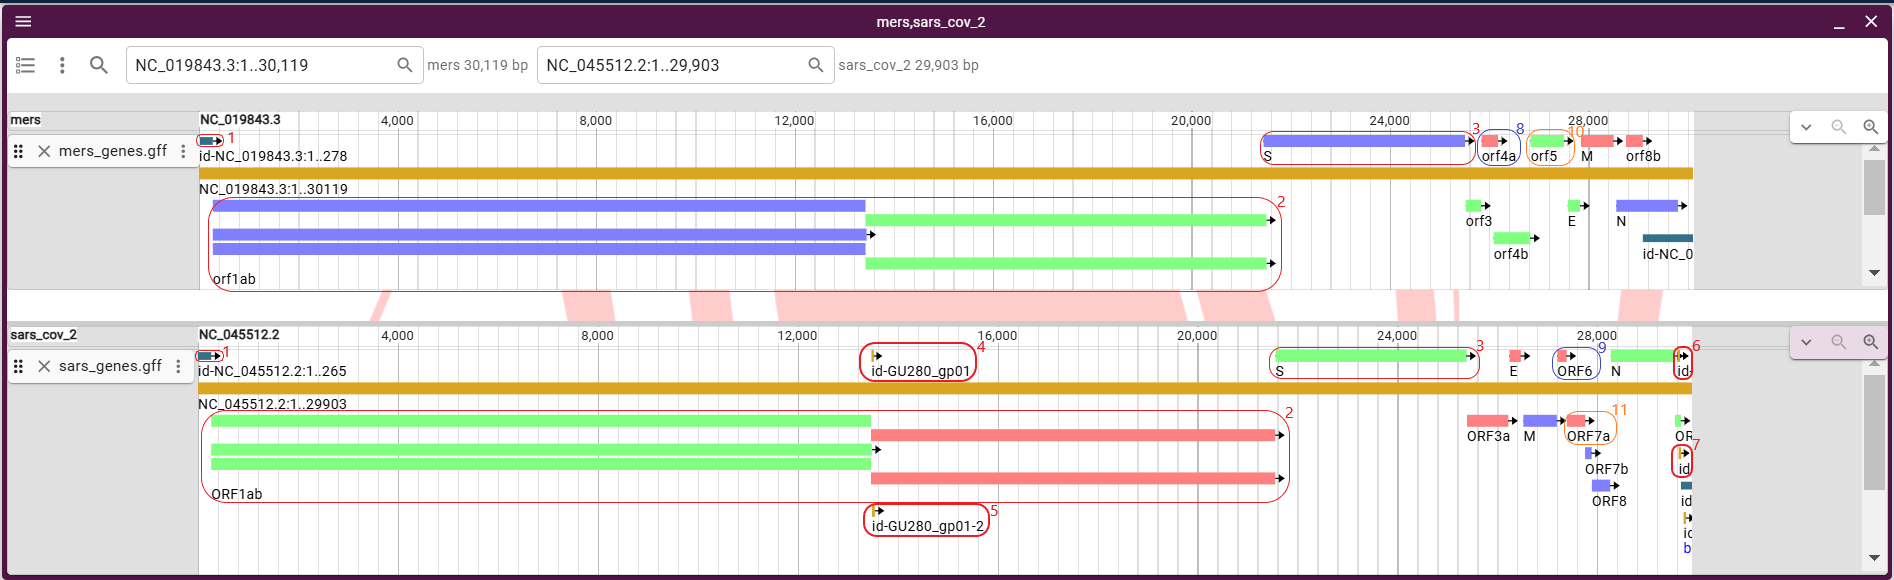 mers,sars_cov_2
NC_019843.3:1..30,119
mers 30,119 bp
NC_045512.2:1..29,903
sars_cov_2 29,903 bp
mers
NC_019843.3
4,000
8,000
12,000
16,000
20,000
24,000
28,000
mers_genes.gff
1
3
8
10
id-NC_019843.3:1..278
S
orf4a
orf5
M
orf8b
NC_019843.3:1..30119
2
orf3
E
N
orf4b
id-NC_0
orf1ab
sars_cov_2
NC_045512.2
4,000
8,000
12,000
16,000
20,000
24,000
28,000
sars_genes.gff
1
4
3
9
6
id-NC_045512.2:1..265
id-GU280_gp01
S
E
ORF6
N
id-
NC_045512.2:1..29903
2
11
ORF3a
M
ORF7a
OR
7
ORF7b
id
ORF1ab
ORF8
id
5
id-GU280_gp01-2
ic
b